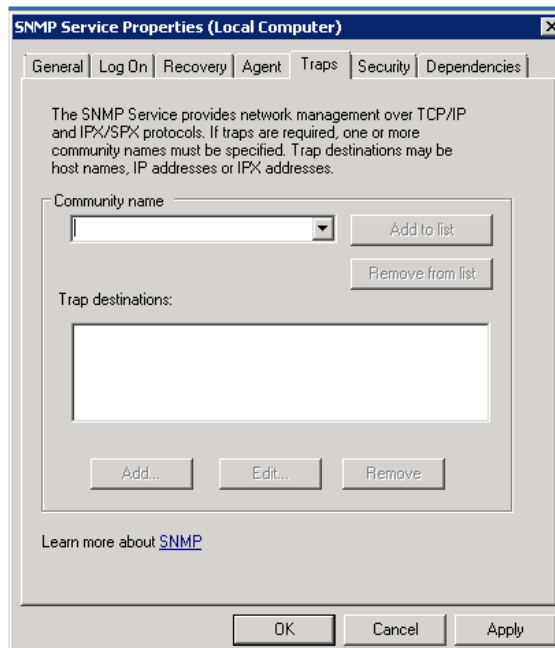 SNMP Service Properties (Local Computer)
General Log On Recovery Agent Traps Security Dependencies
The SNMP Service provides network management over TCP/IP
and IPX/SPX protocols. If traps are required, one or more
community names must be specified. Trap destinations may be
host names, IP addresses or IPX addresses.
Community name
Add to list
Remove from list
Trap destinations:
Add... Edit... Remove
Learn more about SNMP
OK Cancel Apply